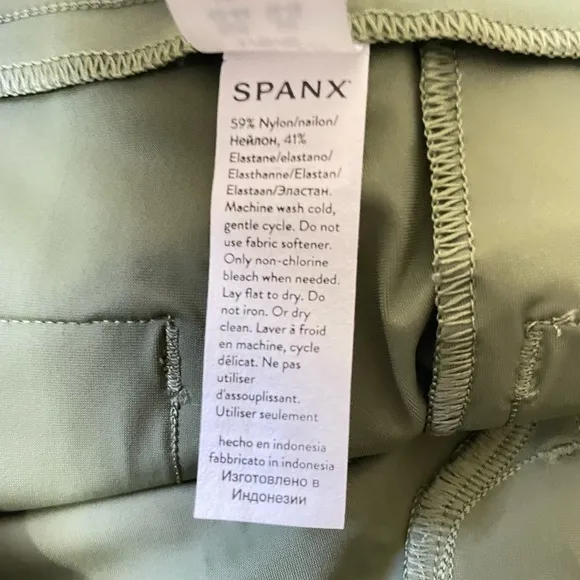 SPANX
59% Nylon/nailon/
Нейлон, 41%
Elastane/elastano/
Elasthanne/Elastan/
Elastaan/Эластан.
Machine wash cold,
gentle cycle. Do not
use fabric softener.
Only non-chlorine
bleach when needed.
Lay flat to dry. Do
not iron. Or dry
clean. Laver à froid
en machine, cycle
délicat. Ne pas
utiliser
d'assouplissant.
Utiliser seulement
hecho en indonesia
fabbricato in indonesia
Изготовлено в
Индонезии